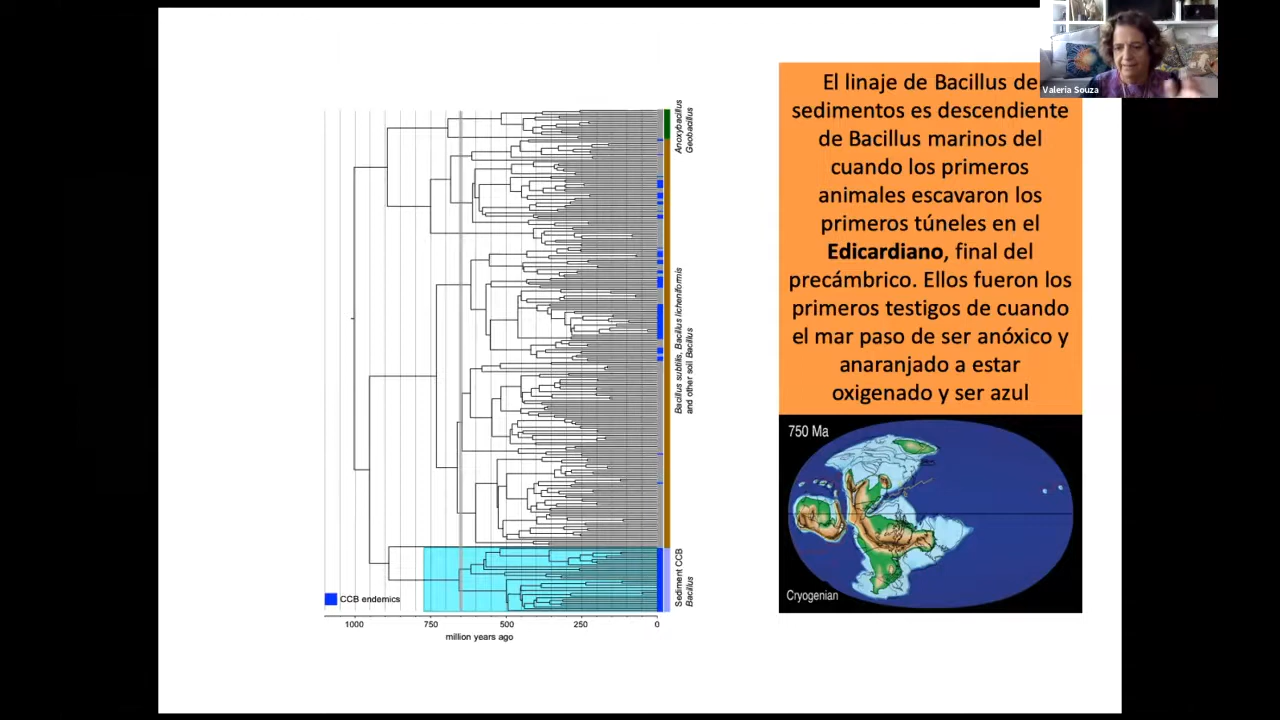 Valeria Souza
El linaje de Bacillus de
sedimentos es descendiente
de Bacillus marinos del
cuando los primeros
animales escavaron los
primeros túneles en el
Edicardiano, final del
precámbrico. Ellos fueron los
primeros testigos de cuando
el mar paso de ser anóxico y
anaranjado a estar
oxigenado y ser azul
Anoxybacillus
Geobacillus
Bacillus subtilis, Bacillus licheniformis
and other soil Bacillus
Sediment CCB
Bacillus
CCB endemics
1000 750 500 250 0
million years ago
750 Ma
Cryogenian